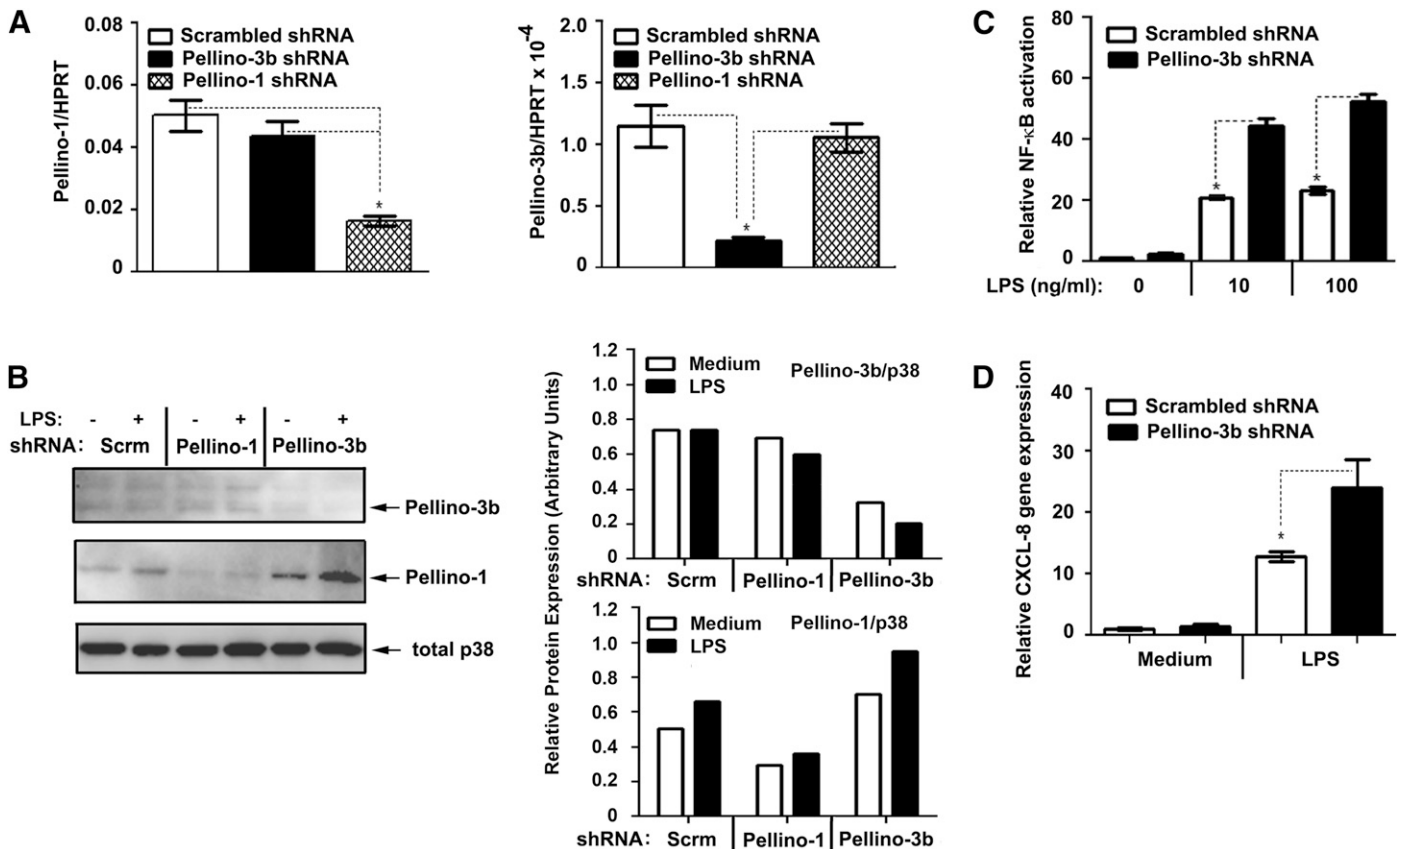 A
Pellino-1/HPRT
0.08
0.06
0.04
0.02
0
Scrambled shRNA
Pellino-3b shRNA
Pellino-1 shRNA
*
Pellino-3b/HPRT x 10-4
2.0
1.5
1.0
0.5
0
Scrambled shRNA
Pellino-3b shRNA
Pellino-1 shRNA
*
C
Relative NF-κB activation
80
60
40
20
0
Scrambled shRNA
Pellino-3b shRNA
* *
LPS (ng/ml): 0 10 100
B
LPS: - + - + - +
shRNA: Scrm Pellino-1 Pellino-3b
Pellino-3b
Pellino-1
total p38
Relative Protein Expression (Arbitrary Units)
1.2
1.0
0.8
0.6
0.4
0.2
0
Medium
LPS
Pellino-3b/p38
shRNA: Scrm Pellino-1 Pellino-3b
1.2
1.0
0.8
0.6
0.4
0.2
0
Medium
LPS
Pellino-1/p38
shRNA: Scrm Pellino-1 Pellino-3b
D
Relative CXCL-8 gene expression
40
30
20
10
0
Scrambled shRNA
Pellino-3b shRNA
*
Medium LPS